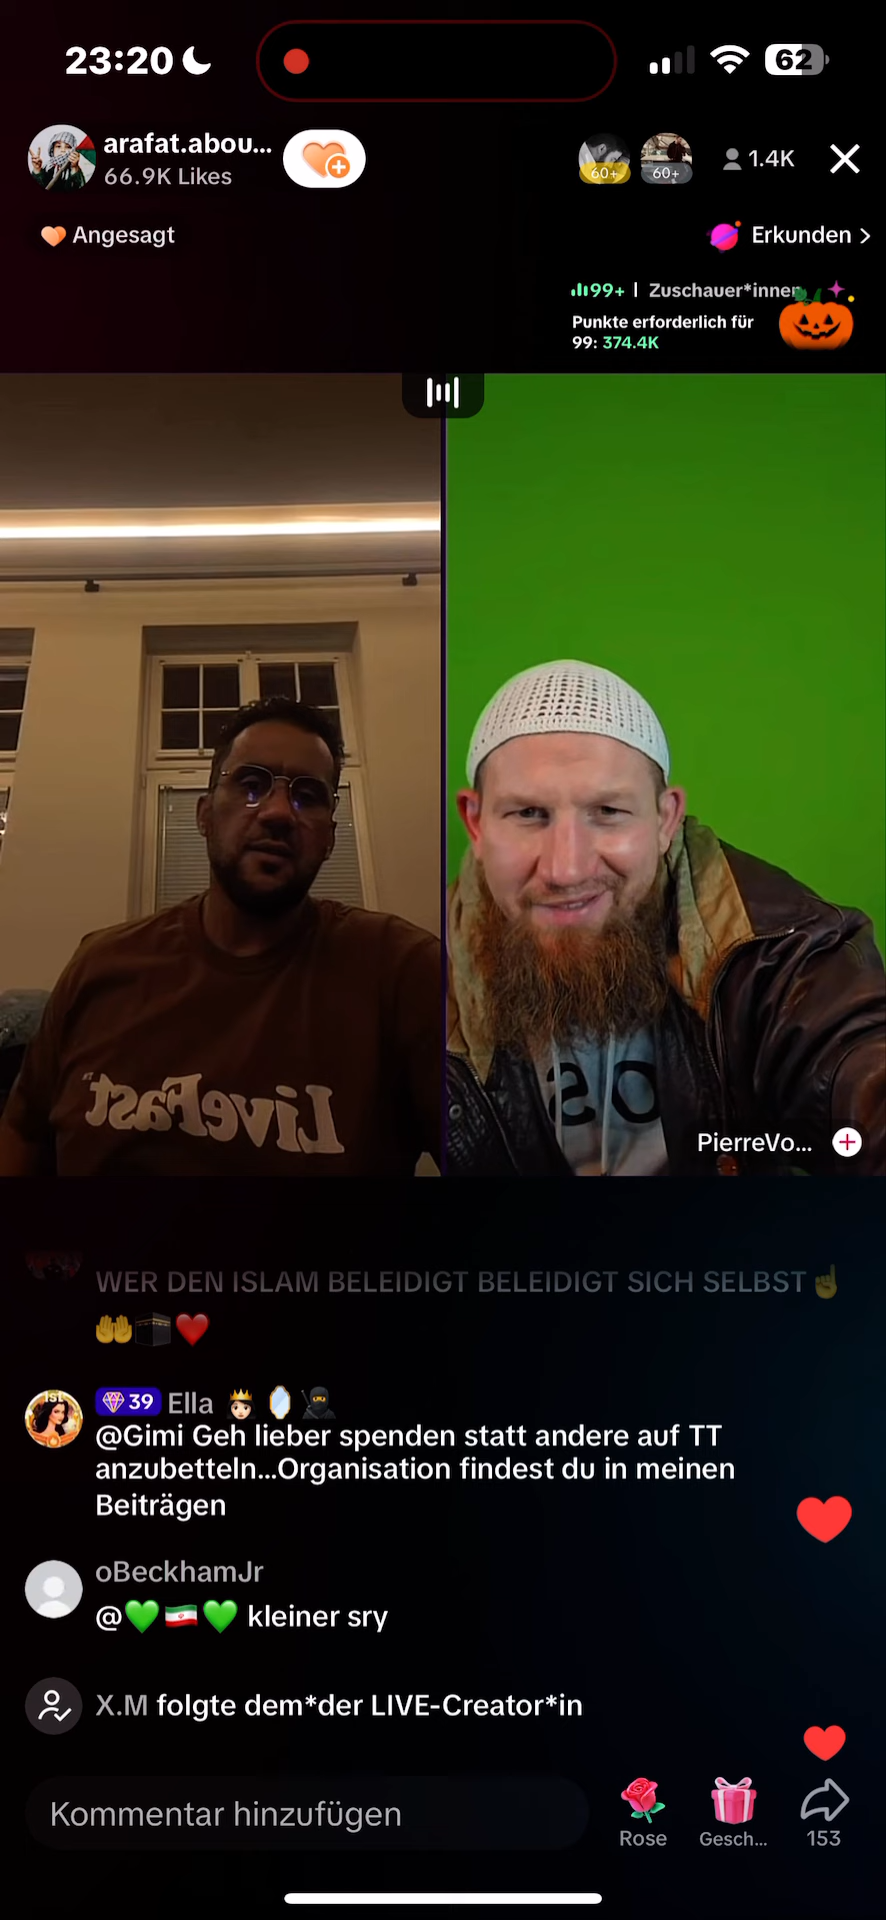 23:20
62
arafat.abou...
66.9K Likes
60+
60+
1.4K
Angesagt
Erkunden >
99+ | Zuschauer*innen
Punkte erforderlich für
99: 374.4K
LiveFast
PierreVo...
WER DEN ISLAM BELEIDIGT BELEIDIGT SICH SELBST☝️
🤲🕋❤️
39 Ella 👸🏻🪞🥷🏿
@Gimi Geh lieber spenden statt andere auf TT
anzubetteln...Organisation findest du in meinen
Beiträgen
oBeckhamJr
@💚🇮🇷💚 kleiner sry
X.M folgte dem*der LIVE-Creator*in
Kommentar hinzufügen
Rose
Gesch...
153